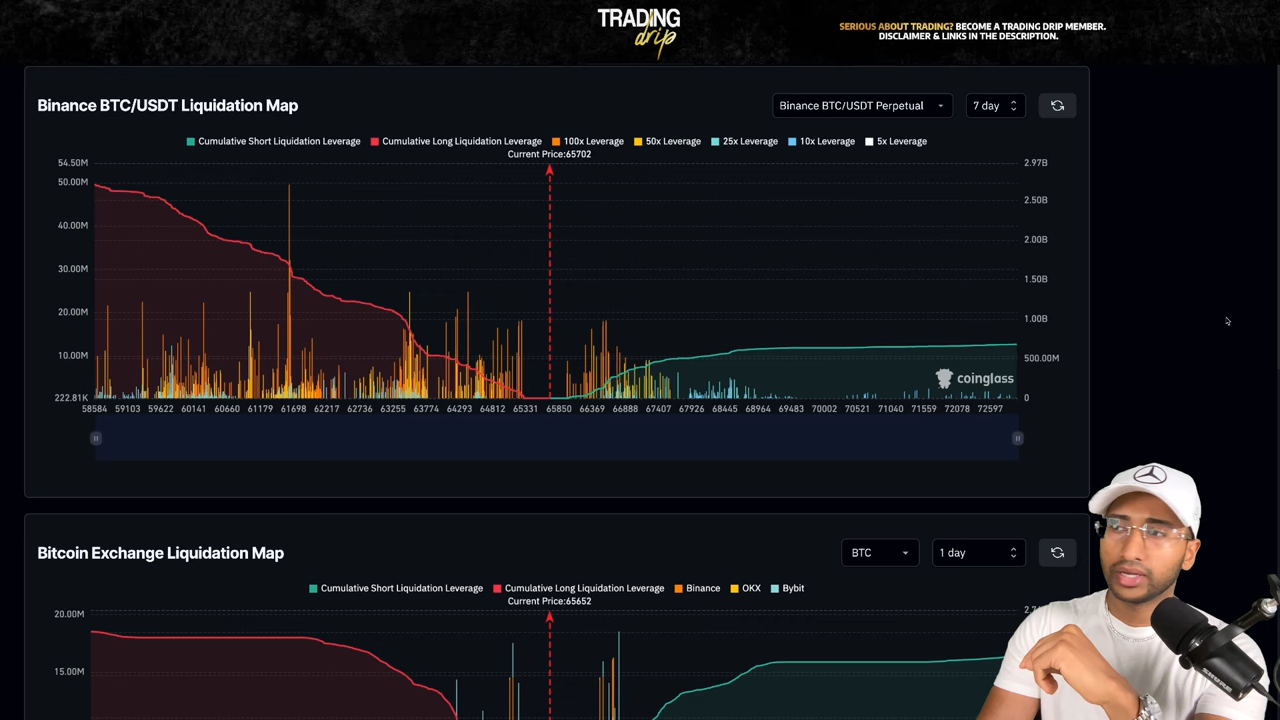 TRADING
drip
SERIOUS ABOUT TRADING? BECOME A TRADING DRIP MEMBER.
DISCLAIMER & LINKS IN THE DESCRIPTION.
Binance BTC/USDT Liquidation Map
Binance BTC/USDT Perpetual
7 day
Cumulative Short Liquidation Leverage Cumulative Long Liquidation Leverage 100x Leverage 50x Leverage 25x Leverage 10x Leverage 5x Leverage
Current Price:65702
54.50M 2.97B
50.00M
2.50B
40.00M
2.00B
30.00M
1.50B
20.00M
1.00B
10.00M
500.00M
coinglass
222.81K 0
58584 59103 59622 60141 60660 61179 61698 62217 62736 63255 63774 64293 64812 65331 65850 66369 66888 67407 67926 68445 68964 69483 70002 70521 71040 71559 72078 72597
Bitcoin Exchange Liquidation Map
BTC
1 day
Cumulative Short Liquidation Leverage Cumulative Long Liquidation Leverage Binance OKX Bybit
Current Price:65652
20.00M
15.00M
SHURE